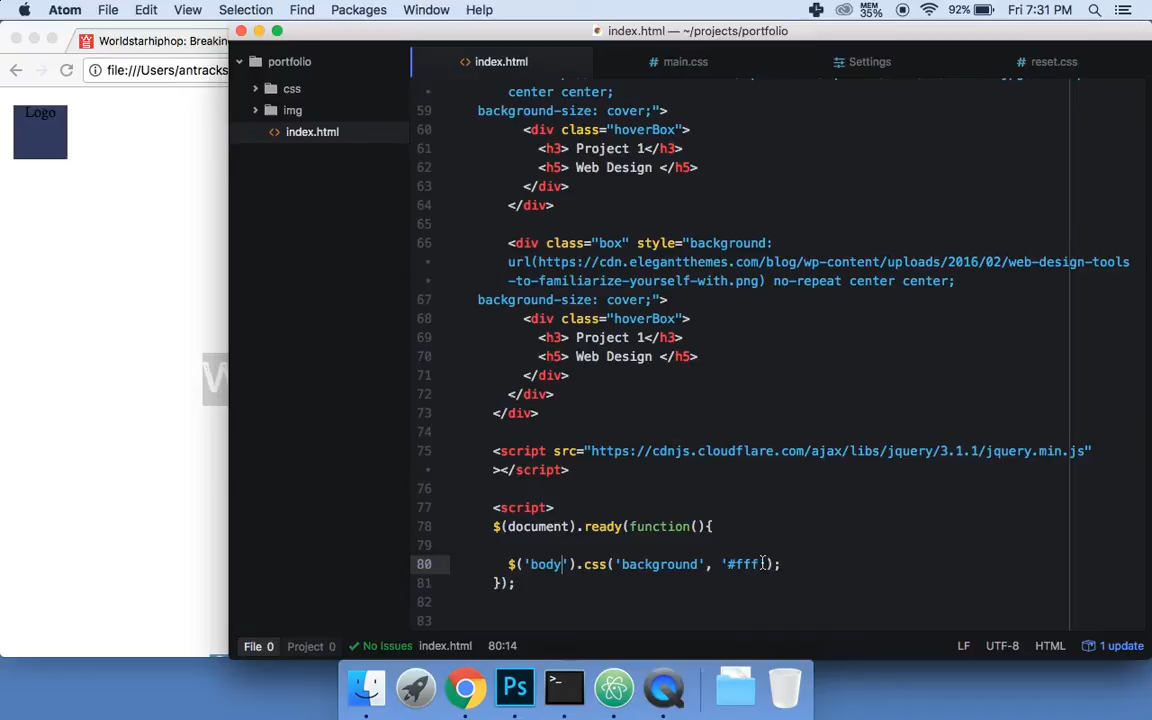 Atom File Edit View Selection Find Packages Window Help MEM 35% 92% Fri 7:31 PM
index.html — ~/projects/portfolio
Worldstarhiphop: Breakin
file:///Users/antracks
Logo
W
portfolio
css
img
index.html
index.html main.css Settings reset.css
center center;
59 background-size: cover;">
60 <div class="hoverBox">
61 <h3> Project 1</h3>
62 <h5> Web Design </h5>
63 </div>
64 </div>
65
66 <div class="box" style="background:
url(https://cdn.elegantthemes.com/blog/wp-content/uploads/2016/02/web-design-tools
-to-familiarize-yourself-with.png) no-repeat center center;
67 background-size: cover;">
68 <div class="hoverBox">
69 <h3> Project 1</h3>
70 <h5> Web Design </h5>
71 </div>
72 </div>
73 </div>
74
75 <script src="https://cdnjs.cloudflare.com/ajax/libs/jquery/3.1.1/jquery.min.js"
></script>
76
77 <script>
78 $(document).ready(function(){
79
80 $('body').css('background', '#fff');
81 });
82
83
File 0 Project 0 No Issues index.html 80:14 LF UTF-8 HTML 1 update
Ps
>_